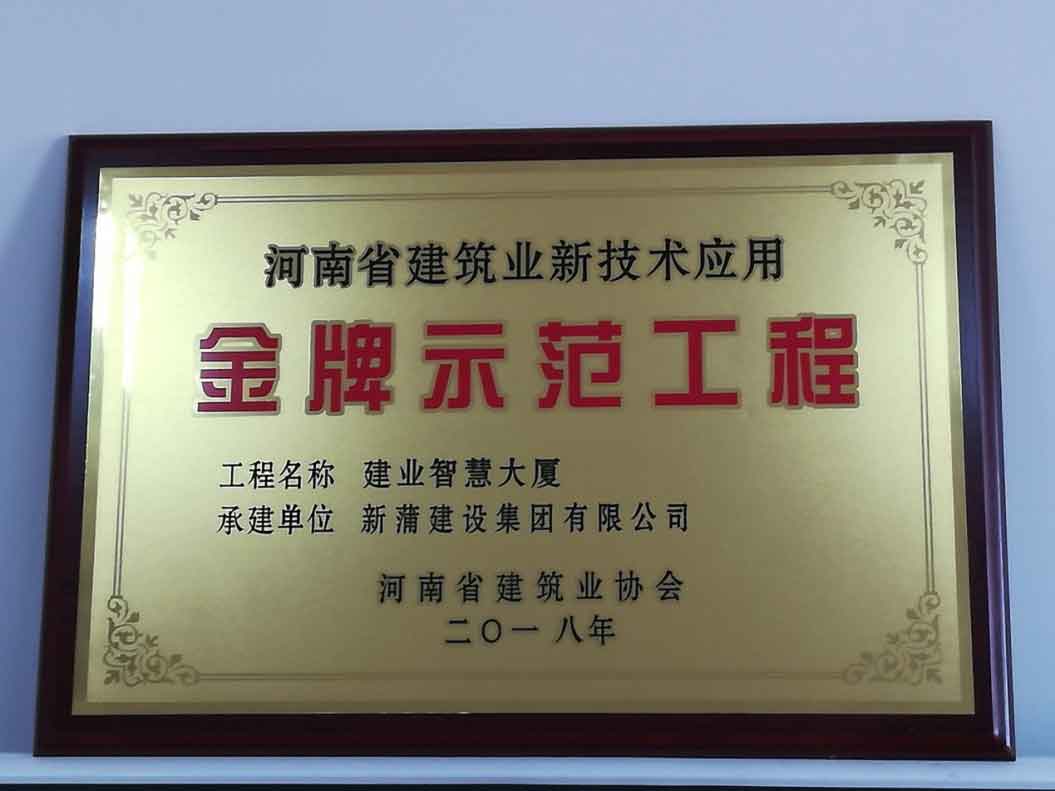 河南省建筑业新技术应用
金牌示范工程
工程名称 建业智慧大厦
承建单位 新蒲建设集团有限公司
河南省建筑业协会
二〇一八年